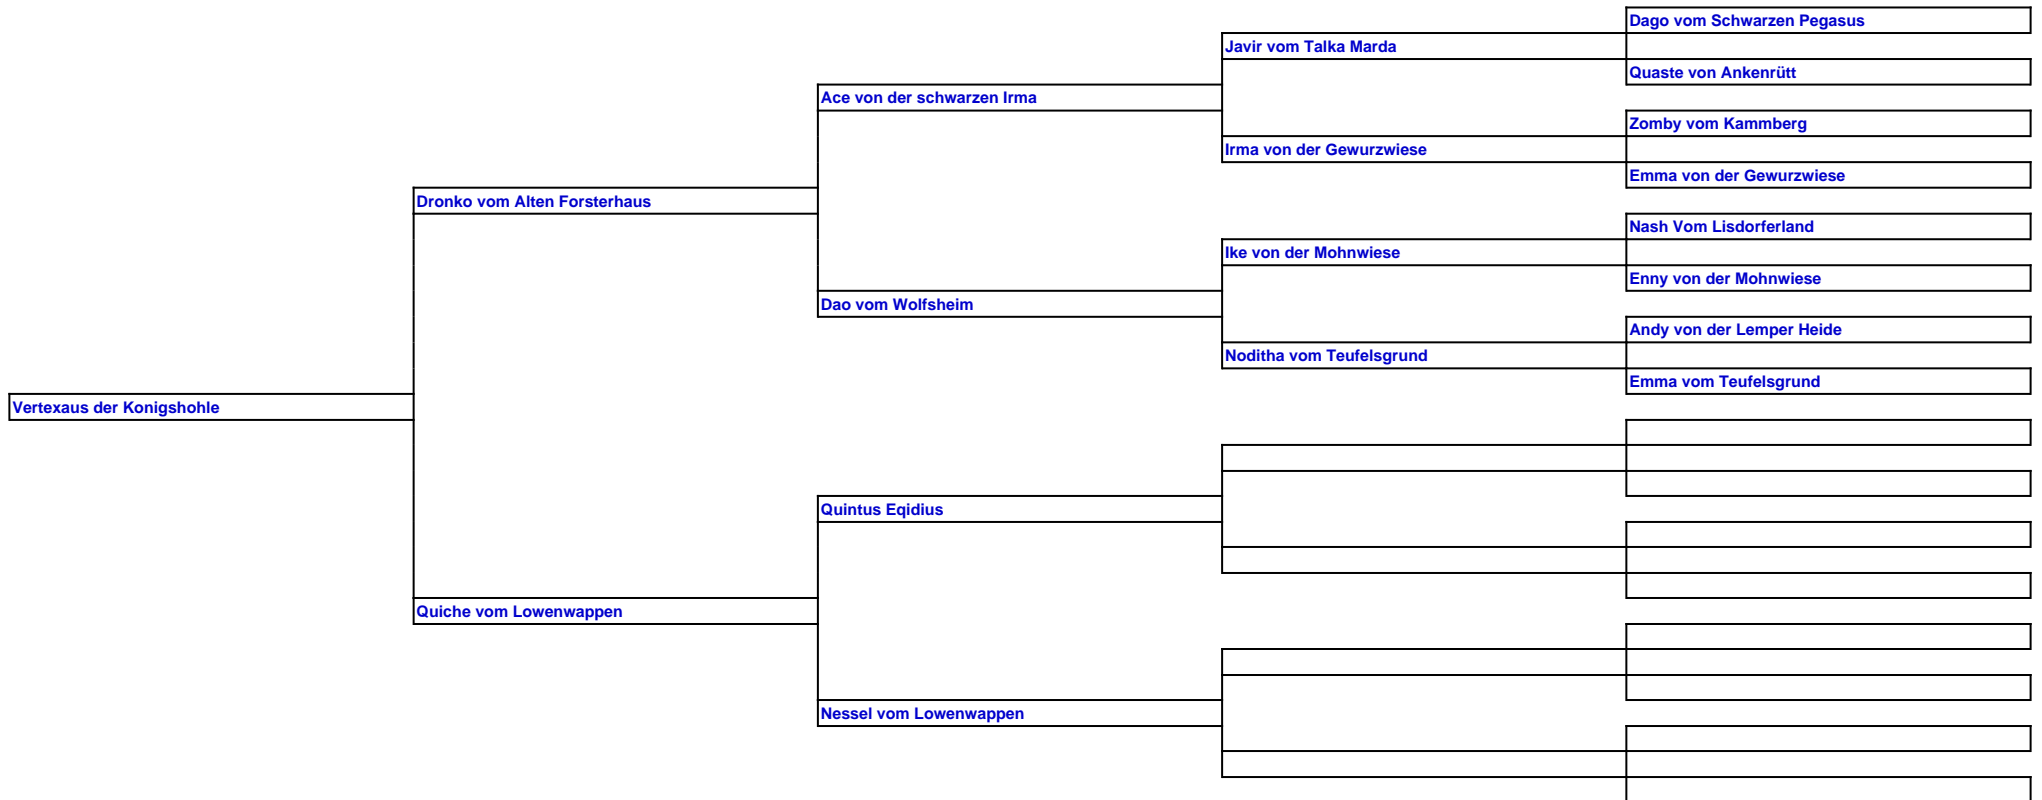 Dago vom Schwarzen Pegasus
Javir vom Talka Marda
Quaste von Ankenrütt
Ace von der schwarzen Irma
Zomby vom Kammberg
Irma von der Gewurzwiese
Emma von der Gewurzwiese
Dronko vom Alten Forsterhaus
Nash Vom Lisdorferland
Ike von der Mohnwiese
Enny von der Mohnwiese
Dao vom Wolfsheim
Andy von der Lemper Heide
Noditha vom Teufelsgrund
Emma vom Teufelsgrund
Vertexaus der Konigshohle
Quintus Eqidius
Quiche vom Lowenwappen
Nessel vom Lowenwappen